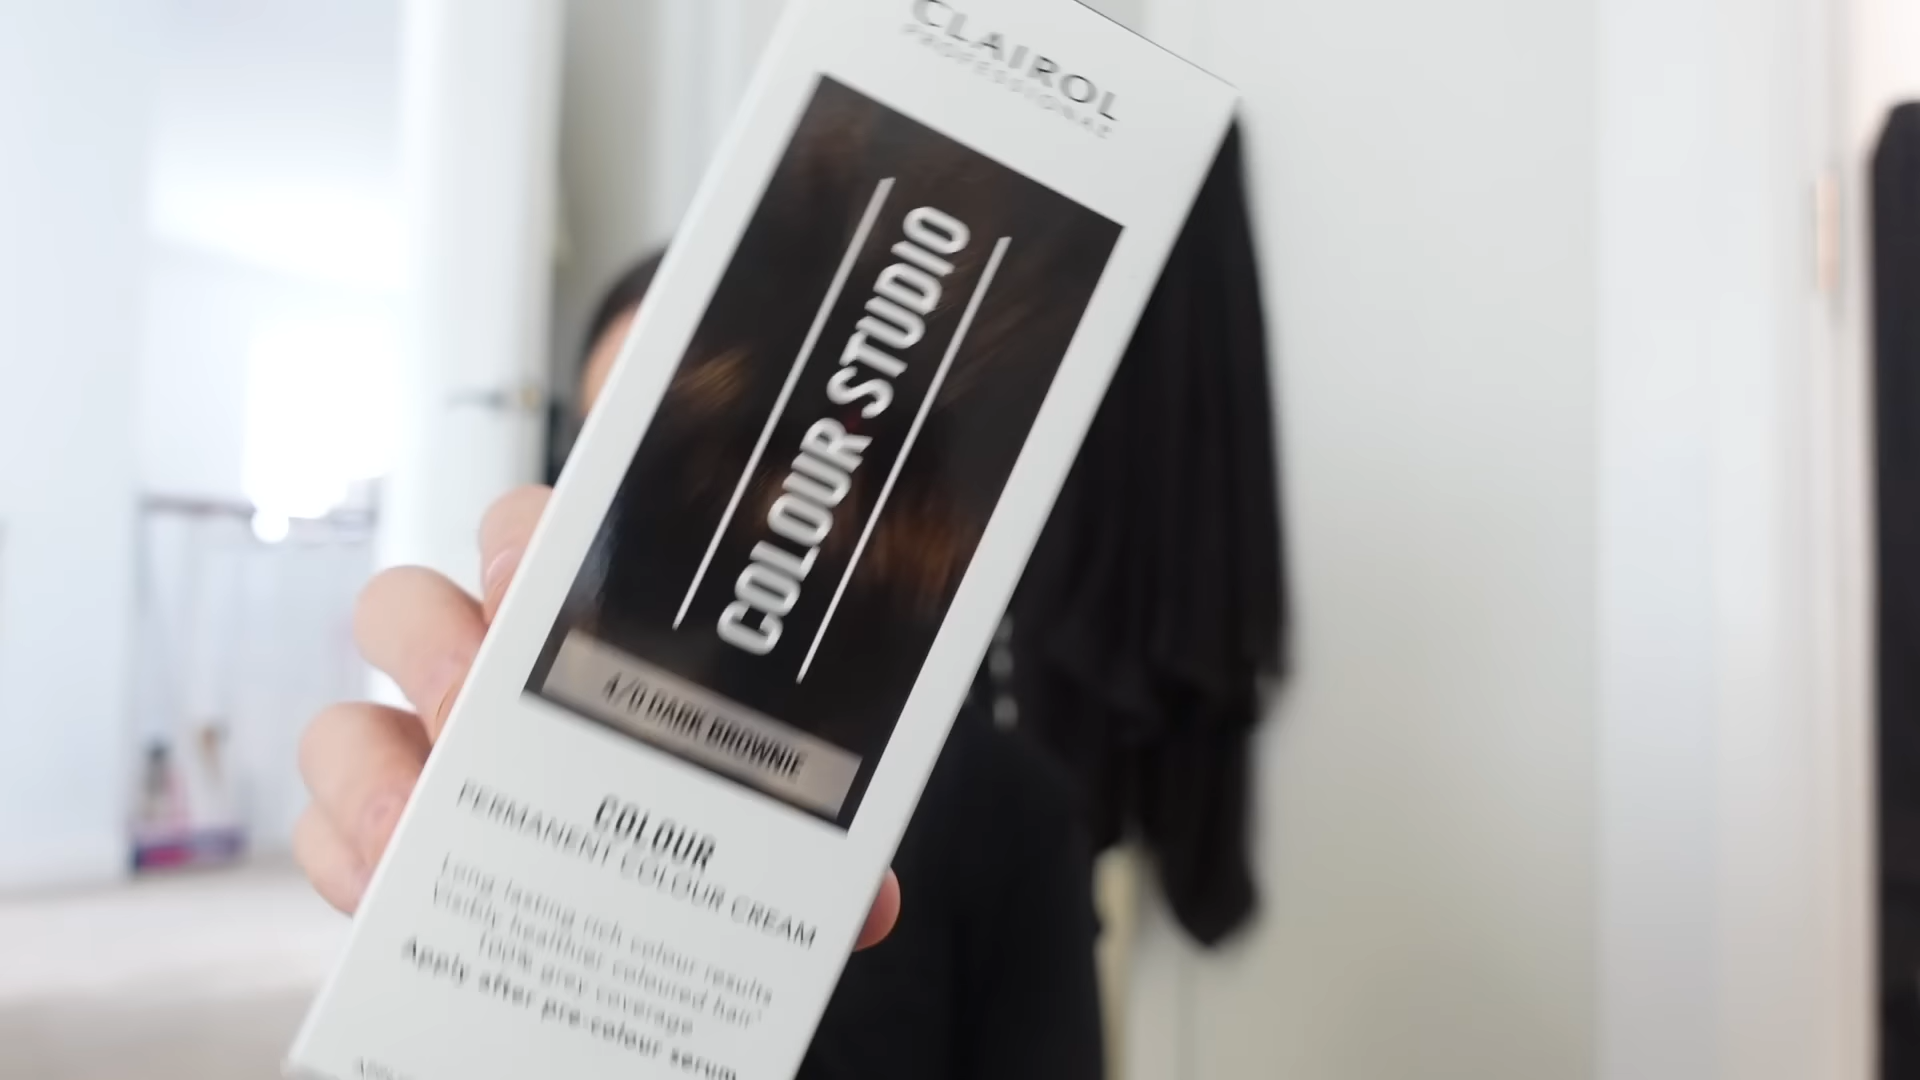 CLAIROL
PROFESSIONAL
COLOUR STUDIO
4/0 DARK BROWNIE
COLOUR
PERMANENT COLOUR CREAM
Long lasting rich colour results
Visibly healthier coloured hair*
100% grey coverage
Apply after pre-colour serum